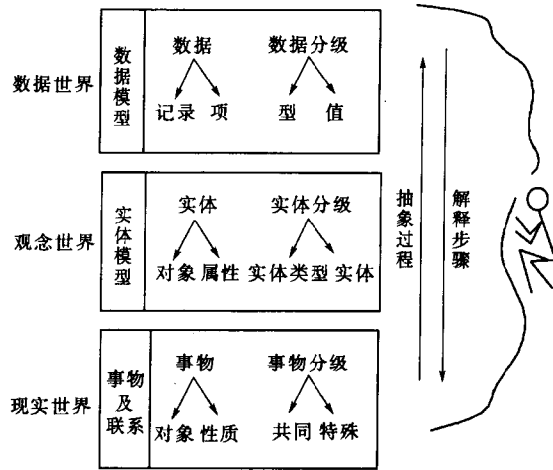 数据世界
数据模型
数据
数据分级
记录 项
型 值
观念世界
实体模型
实体
实体分级
对象 属性
实体类型 实体
现实世界
事物及联系
事物
事物分级
对象 性质
共同 特殊
抽象过程
解释步骤